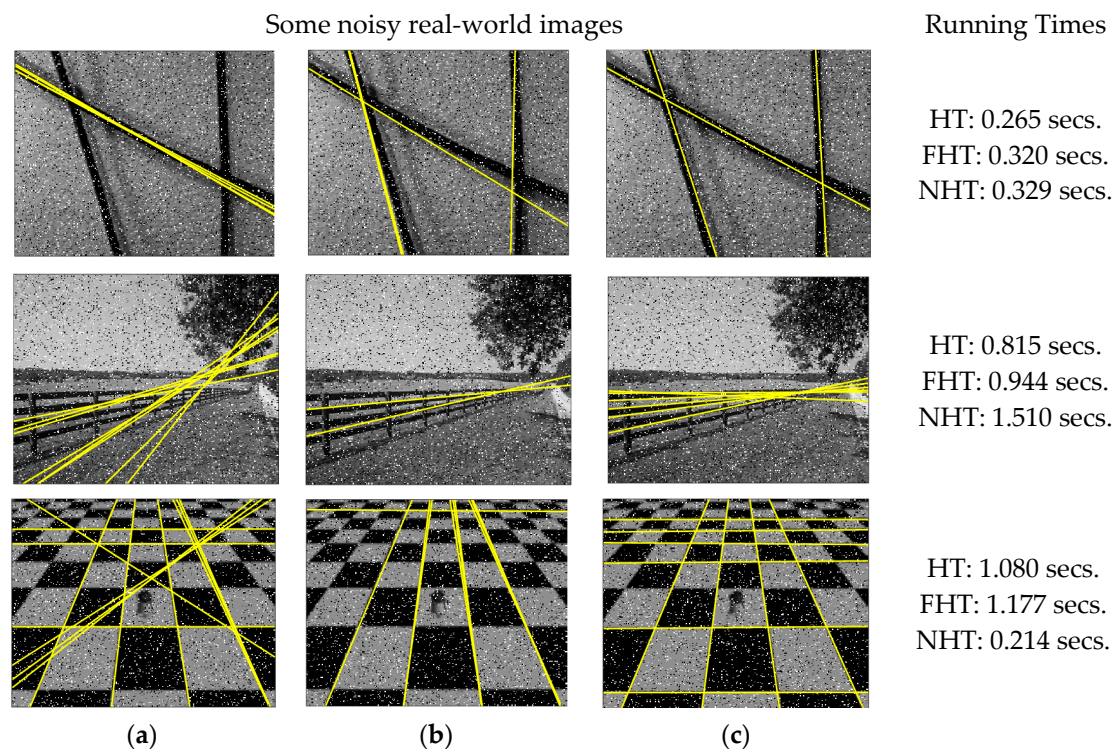 Some noisy real-world images
Running Times
HT: 0.265 secs.
FHT: 0.320 secs.
NHT: 0.329 secs.
HT: 0.815 secs.
FHT: 0.944 secs.
NHT: 1.510 secs.
HT: 1.080 secs.
FHT: 1.177 secs.
NHT: 0.214 secs.
(a)
(b)
(c)